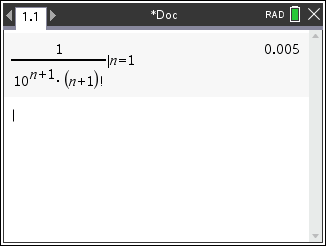 1.1 *Doc RAD
1
10^(n+1)·(n+1)! |n=1 0.005